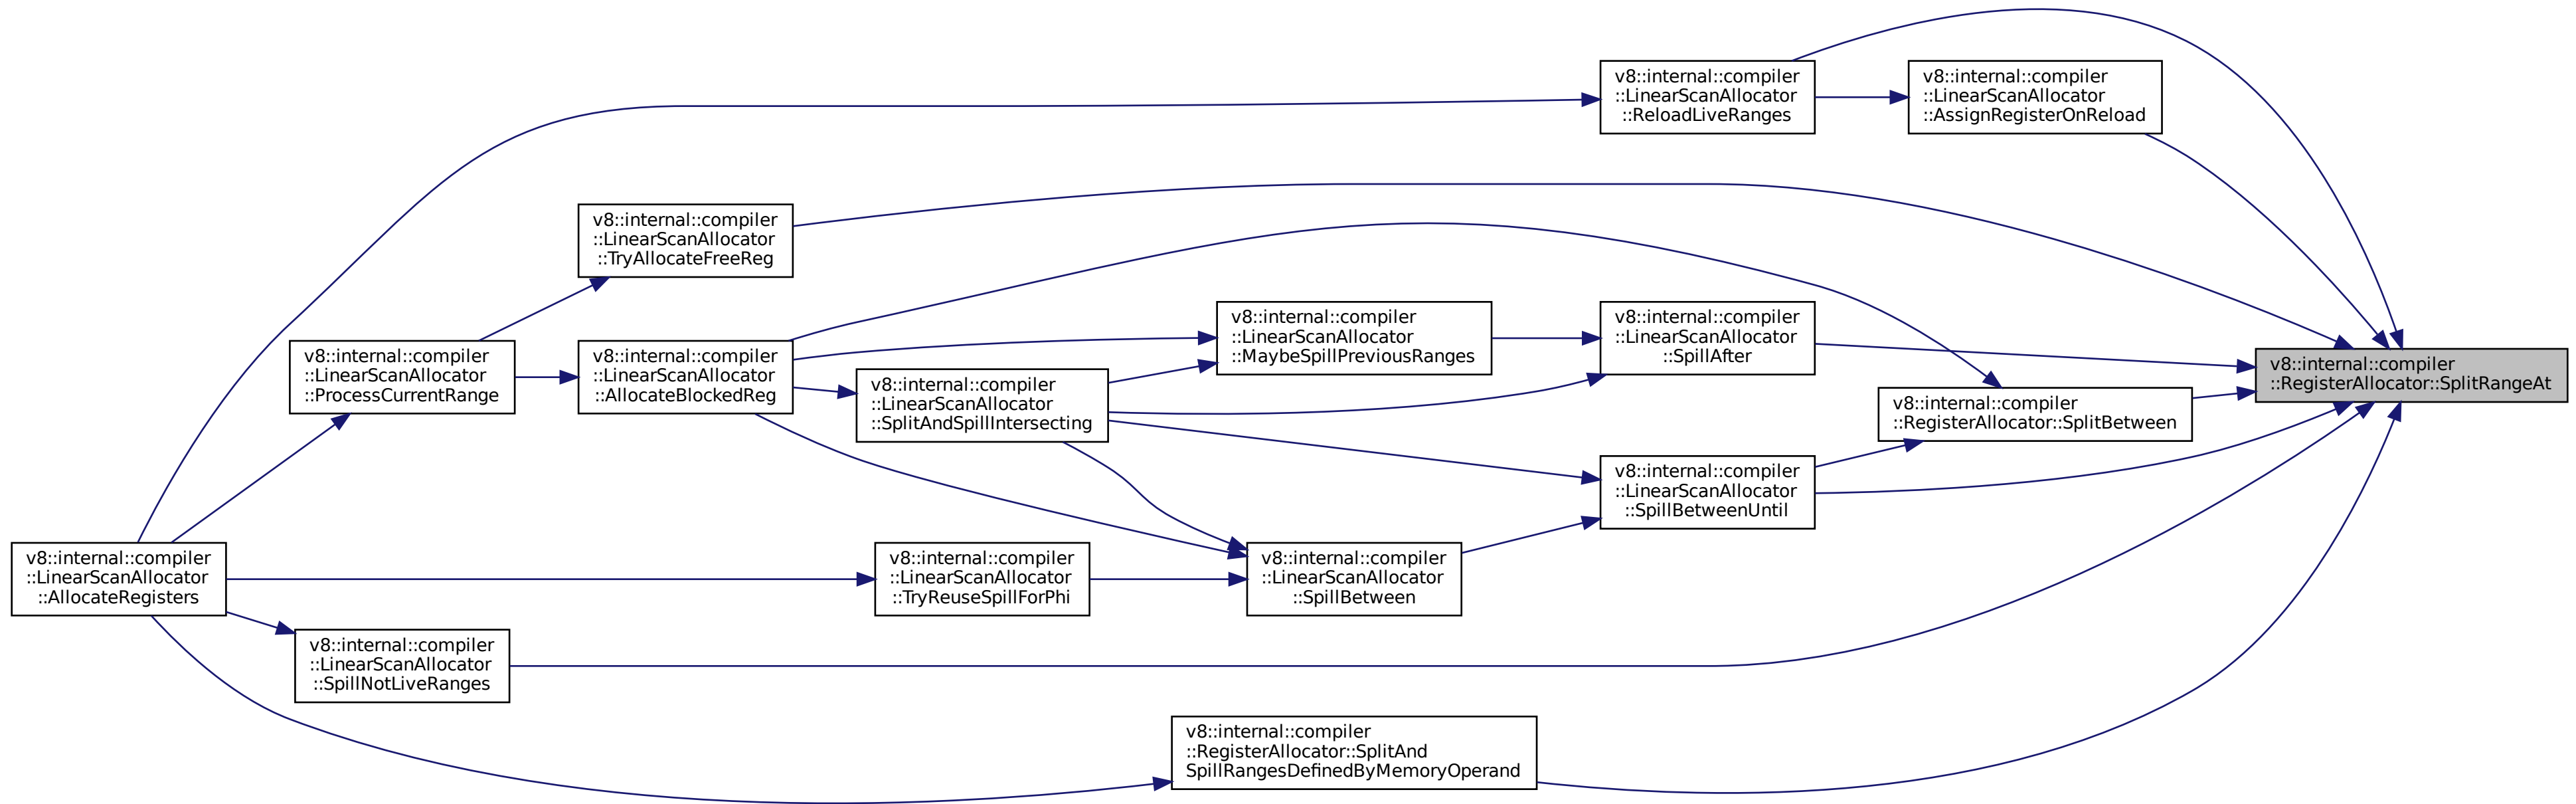 v8::internal::compiler
::LinearScanAllocator
::ReloadLiveRanges
v8::internal::compiler
::LinearScanAllocator
::AssignRegisterOnReload
v8::internal::compiler
::LinearScanAllocator
::TryAllocateFreeReg
v8::internal::compiler
::LinearScanAllocator
::MaybeSpillPreviousRanges
v8::internal::compiler
::LinearScanAllocator
::SpillAfter
v8::internal::compiler
::LinearScanAllocator
::ProcessCurrentRange
v8::internal::compiler
::LinearScanAllocator
::AllocateBlockedReg
v8::internal::compiler
::RegisterAllocator::SplitRangeAt
v8::internal::compiler
::LinearScanAllocator
::SplitAndSpillIntersecting
v8::internal::compiler
::RegisterAllocator::SplitBetween
v8::internal::compiler
::LinearScanAllocator
::SpillBetweenUntil
v8::internal::compiler
::LinearScanAllocator
::AllocateRegisters
v8::internal::compiler
::LinearScanAllocator
::TryReuseSpillForPhi
v8::internal::compiler
::LinearScanAllocator
::SpillBetween
v8::internal::compiler
::LinearScanAllocator
::SpillNotLiveRanges
v8::internal::compiler
::RegisterAllocator::SplitAnd
SpillRangesDefinedByMemoryOperand